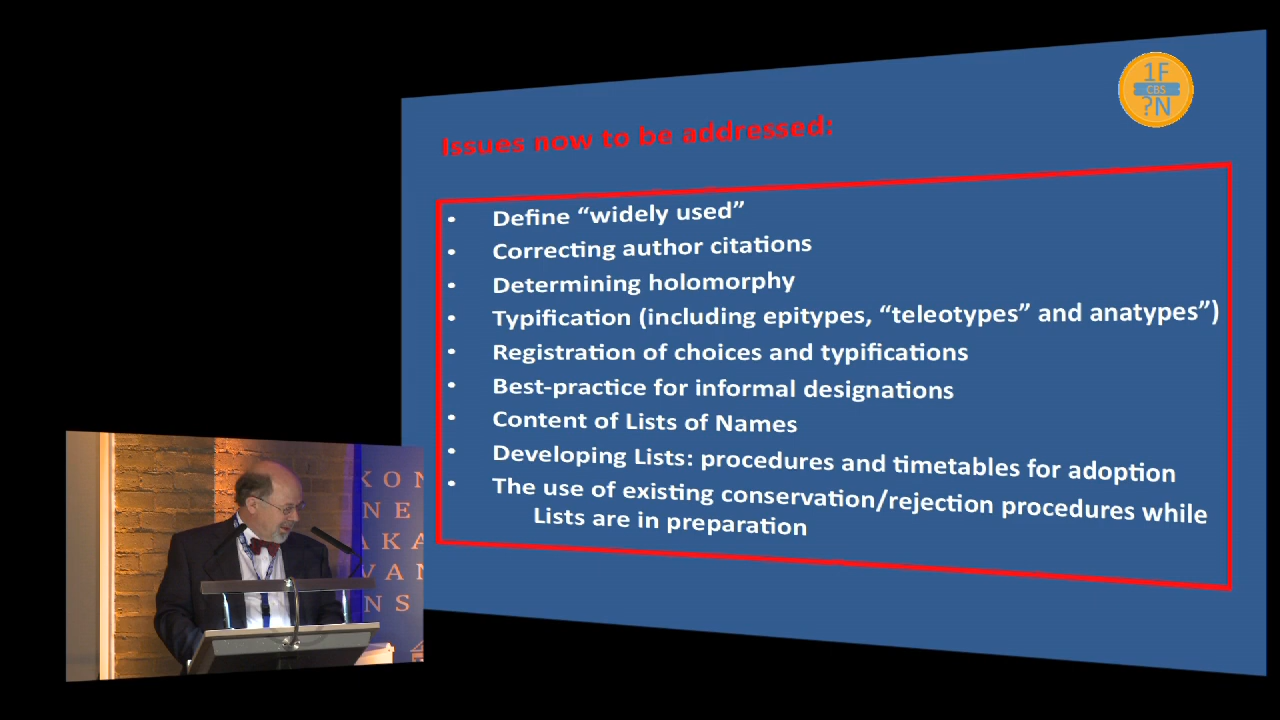 1F
CBS
?N
Issues now to be addressed:
• Define “widely used”
• Correcting author citations
• Determining holomorphy
• Typification (including epitypes, “teleotypes” and anatypes”)
• Registration of choices and typifications
• Best-practice for informal designations
• Content of Lists of Names
• Developing Lists: procedures and timetables for adoption
• The use of existing conservation/rejection procedures while
Lists are in preparation
KON
NE
AKA
VAN
NS